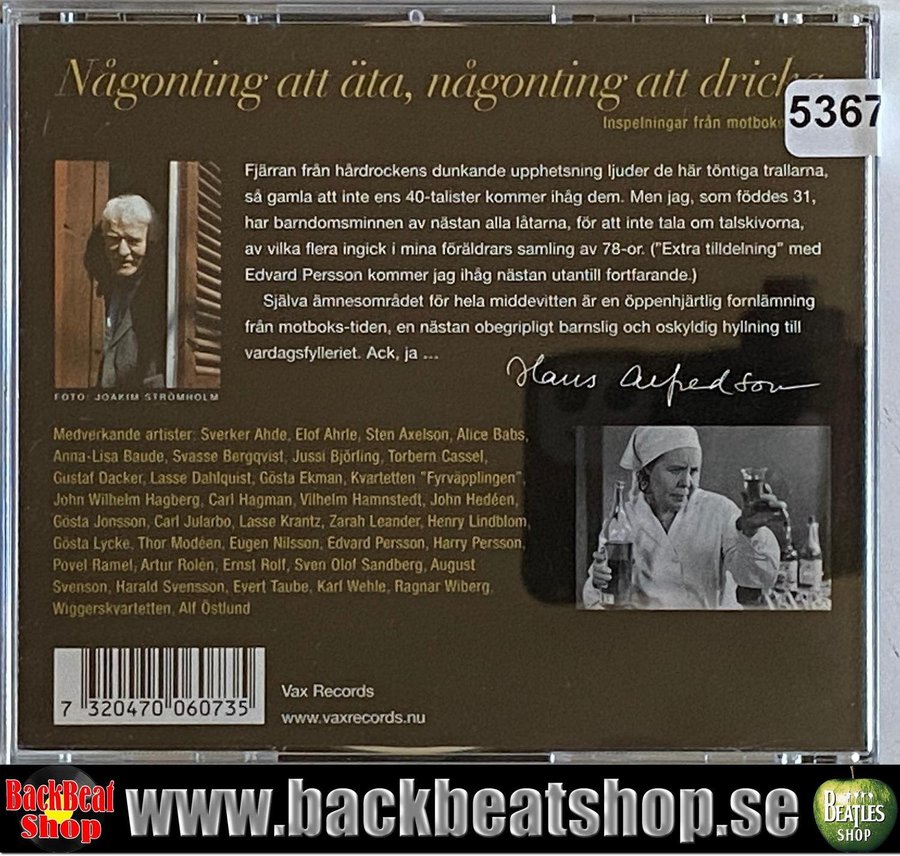 Någonting att äta, någonting att dricka
Inspelningar från
5367
Fjärran från hårdrockens dunkande upphetsning ljuder de här töntiga trallarna,
så gamla att inte ens 40-talister kommer ihåg dem. Men jag, som föddes 31,
har barndomsminnen av nästan alla låtarna, för att inte tala om talskivorna,
av vilka flera ingick i mina föräldrars samling av 78-or. ("Extra tilldelning" med
Edvard Persson kommer jag ihåg nästan utantill fortfarande.)
Själva ämnesområdet för hela middevitten är en öppenhjärtlig fornlämning
från motboks-tiden, en nästan obegripligt barnslig och oskyldig hyllning till
vardagsfylleriet. Ack, ja ...
Hans Alfredson
FOTO: JOAKIM STRÖMHOLM
Medverkande artister: Sverker Ahde, Elof Ahrle, Sten Axelson, Alice Babs,
Anna-Lisa Baude, Svasse Bergqvist, Jussi Björling, Torbern Cassel,
Gustaf Dacker, Lasse Dahlquist, Gösta Ekman, Kvartetten "Fyrväpplingen",
John Wilhelm Hagberg, Carl Hagman, Vilhelm Hamnstedt, John Hedéen,
Gösta Jonsson, Carl Jularbo, Lasse Krantz, Zarah Leander, Henry Lindblom,
Gösta Lycke, Thor Modéen, Eugen Nilsson, Edvard Persson, Harry Persson,
Povel Ramel, Artur Rolén, Ernst Rolf, Sven Olof Sandberg, August
Svenson, Harald Svensson, Evert Taube, Karl Wehle, Ragnar Wiberg,
Wiggerskvartetten, Alf Östlund
7 320470 060735
Vax Records
www.vaxrecords.nu
BackBeat
Shop
www.backbeatshop.se
BEATLES
SHOP